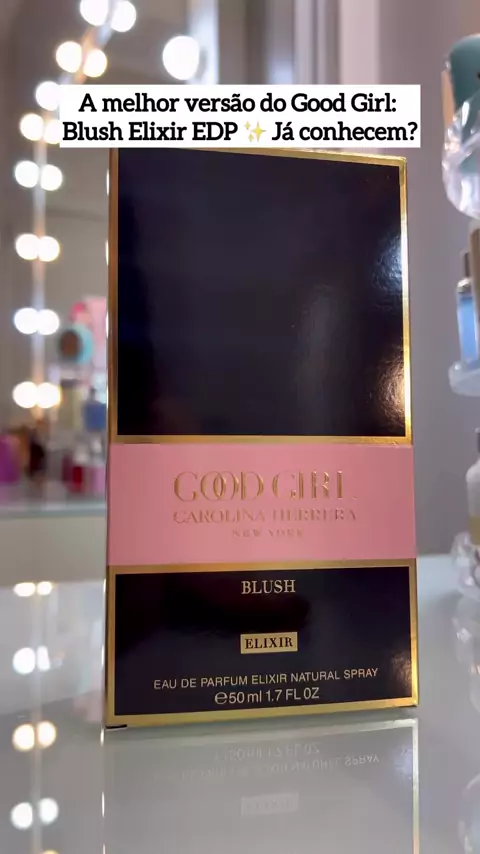 A melhor versão do Good Girl:
Blush Elixir EDP ✨ Já conhecem?
GOOD GIRL
CAROLINA HERRERA
NEW YORK
BLUSH
ELIXIR
EAU DE PARFUM ELIXIR NATURAL SPRAY
℮50 ml 1.7 FL OZ